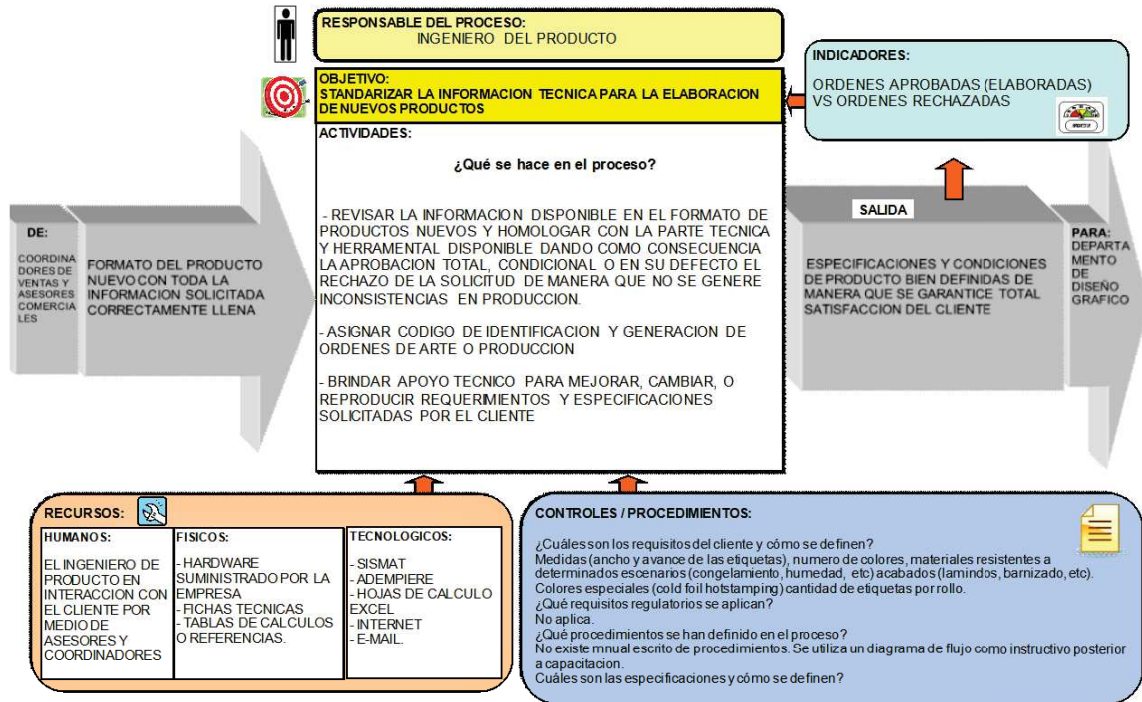 RESPONSABLE DEL PROCESO:
INGENIERO DEL PRODUCTO
OBJETIVO:
STANDARIZAR LA INFORMACION TECNICA PARA LA ELABORACION
DE NUEVOS PRODUCTOS
INDICADORES:
ORDENES APROBADAS (ELABORADAS)
VS ORDENES RECHAZADAS
ACTIVIDADES:
¿Qué se hace en el proceso?
- REVISAR LA INFORMACION DISPONIBLE EN EL FORMATO DE
PRODUCTOS NUEVOS Y HOMOLOGAR CON LA PARTE TECNICA
Y HERRAMENTAL DISPONIBLE DANDO COMO CONSECUENCIA
LA APROBACION TOTAL, CONDICIONAL O EN SU DEFECTO EL
RECHAZO DE LA SOLICITUD DE MANERA QUE NO SE GENERE
INCONSISTENCIAS EN PRODUCCION.
- ASIGNAR CODIGO DE IDENTIFICACION Y GENERACION DE
ORDENES DE ARTE O PRODUCCION
- BRINDAR APOYO TECNICO PARA MEJORAR, CAMBIAR, O
REPRODUCIR REQUERIMIENTOS Y ESPECIFICACIONES
SOLICITADAS POR EL CLIENTE
DE:
COORDINA
DORES DE
VENTAS Y
ASESORES
COMERCIA
LES
FORMATO DEL PRODUCTO
NUEVO CON TODA LA
INFORMACION SOLICITADA
CORRECTAMENTE LLENA
SALIDA
ESPECIFICACIONES Y CONDICIONES
DE PRODUCTO BIEN DEFINIDAS DE
MANERA QUE SE GARANTICE TOTAL
SATISFACCION DEL CLIENTE
PARA:
DEPARTA
MENTO
DE
DISEÑO
GRAFICO
RECURSOS:
HUMANOS:
EL INGENIERO DE
PRODUCTO EN
INTERACCION CON
EL CLIENTE POR
MEDIO DE
ASESORES Y
COORDINADORES
FISICOS:
- HARDWARE
SUMINISTRADO POR LA
EMPRESA
- FICHAS TECNICAS
- TABLAS DE CALCULOS
O REFERENCIAS.
TECNOLOGICOS:
- SISMAT
- ADEMPIERE
- HOJAS DE CALCULO
EXCEL
- INTERNET
- E-MAIL.
CONTROLES / PROCEDIMIENTOS:
¿Cuáles son los requisitos del cliente y cómo se definen?
Medidas (ancho y avance de las etiquetas), numero de colores, materiales resistentes a
determinados escenarios (congelamiento, humedad, etc) acabados (lamindos, barnizado, etc).
Colores especiales (cold foil hotstamping) cantidad de etiquetas por rollo.
¿Qué requisitos regulatorios se aplican?
No aplica.
¿Qué procedimientos se han definido en el proceso?
No existe mnual escrito de procedimientos. Se utiliza un diagrama de flujo como instructivo posterior
a capacitacion.
Cuáles son las especificaciones y cómo se definen?